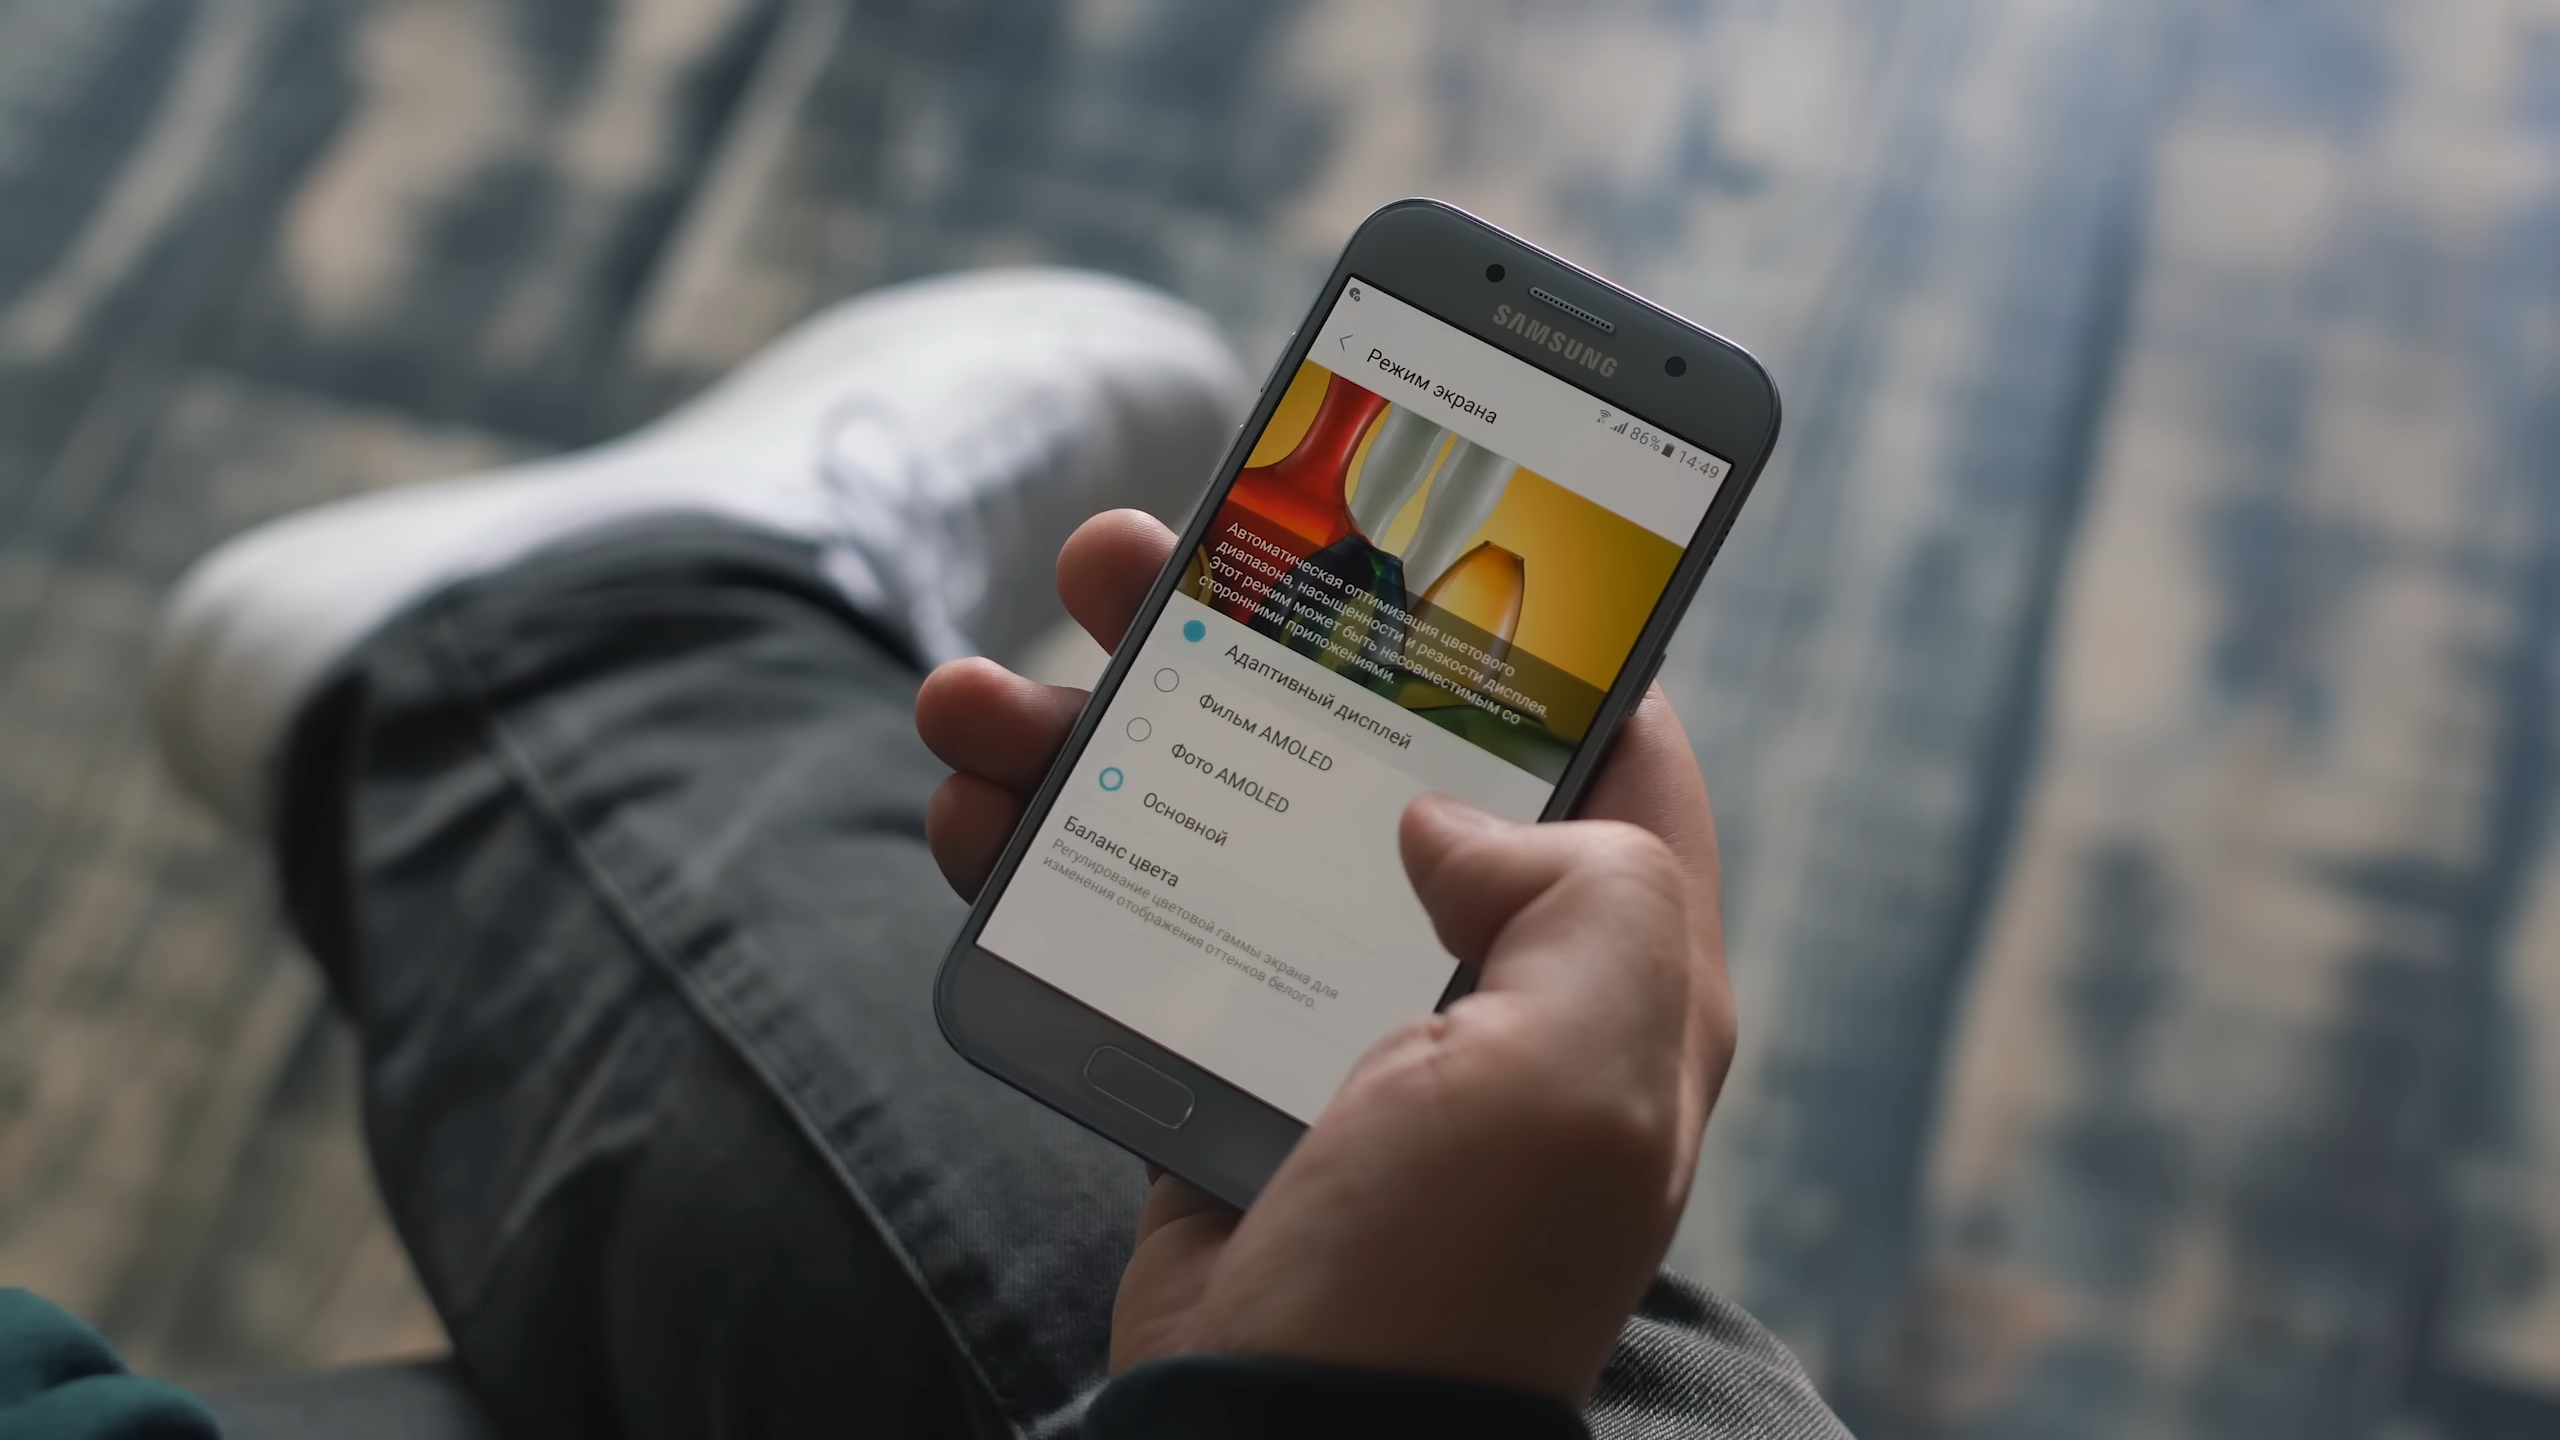 SAMSUNG
86% 14:49
Режим экрана
Автоматическая оптимизация цветового
диапазона, насыщенности и резкости дисплея.
Этот режим может быть несовместимым со
сторонними приложениями.
Адаптивный дисплей
Фильм AMOLED
Фото AMOLED
Основной
Баланс цвета
Регулирование цветовой гаммы экрана для
изменения отображения оттенков белого.